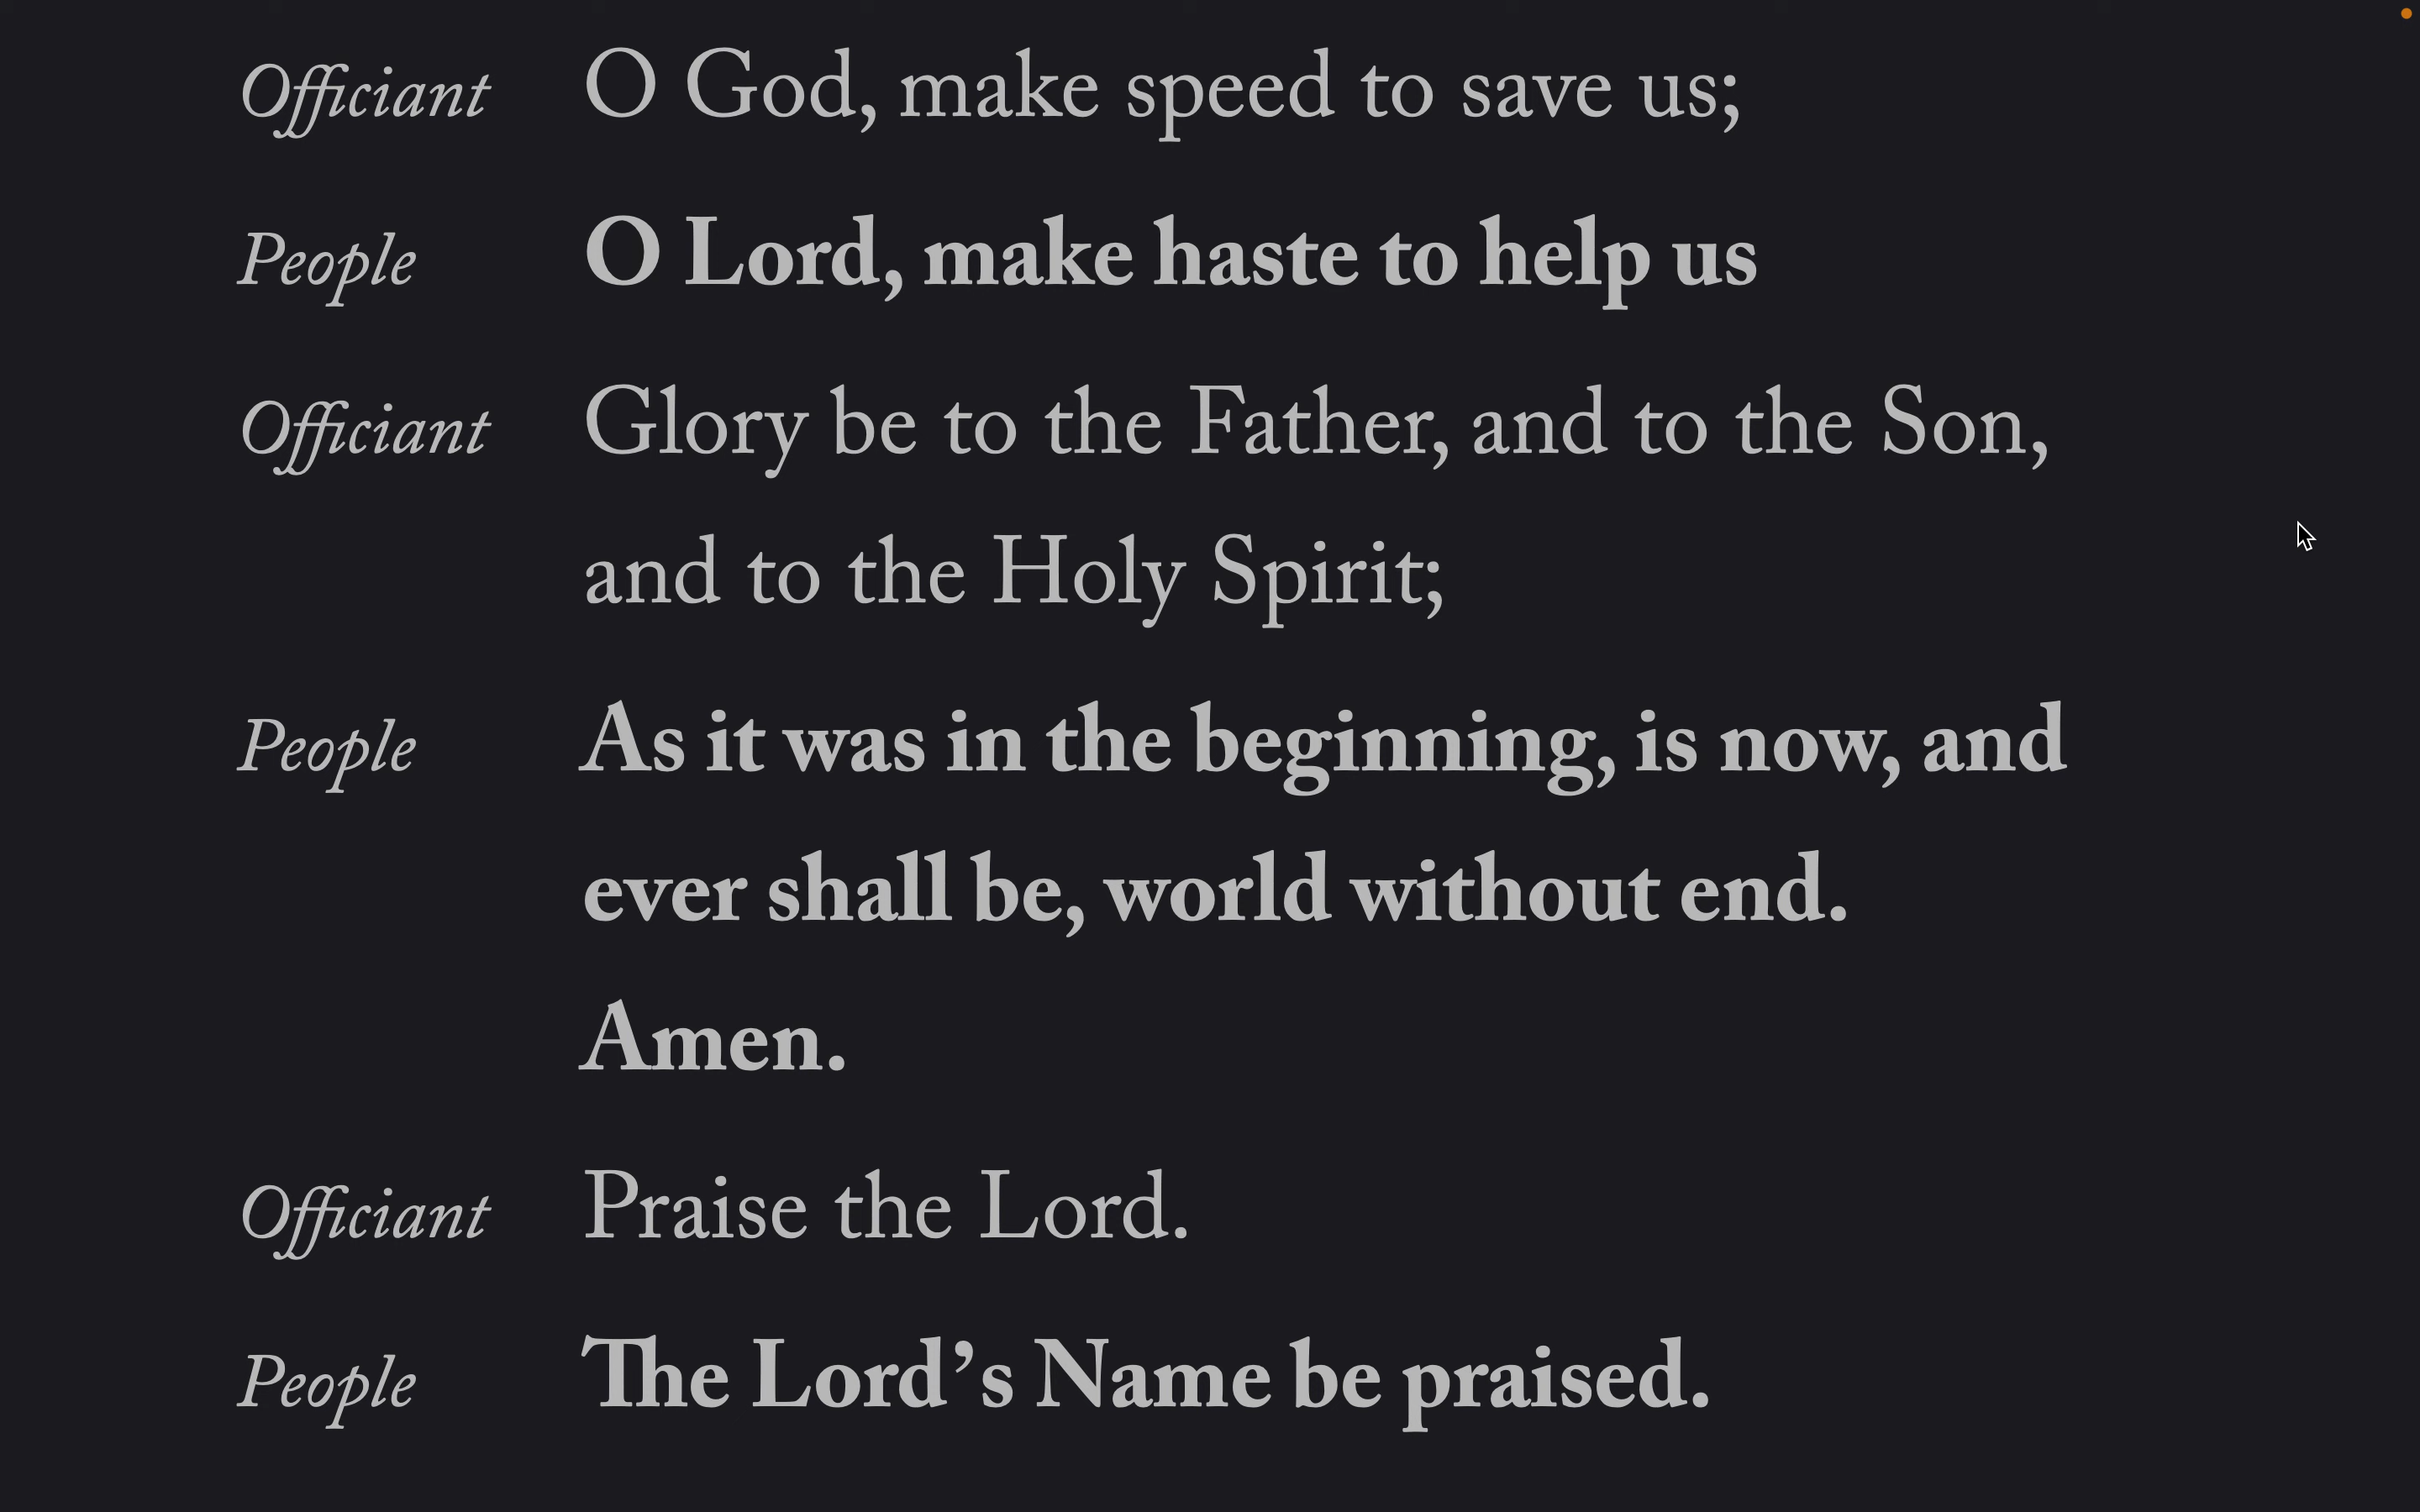 Officiant O God, make speed to save us;
People O Lord, make haste to help us
Officiant Glory be to the Father, and to the Son,
and to the Holy Spirit;
People As it was in the beginning, is now, and
ever shall be, world without end.
Amen.
Officiant Praise the Lord.
People The Lord’s Name be praised.